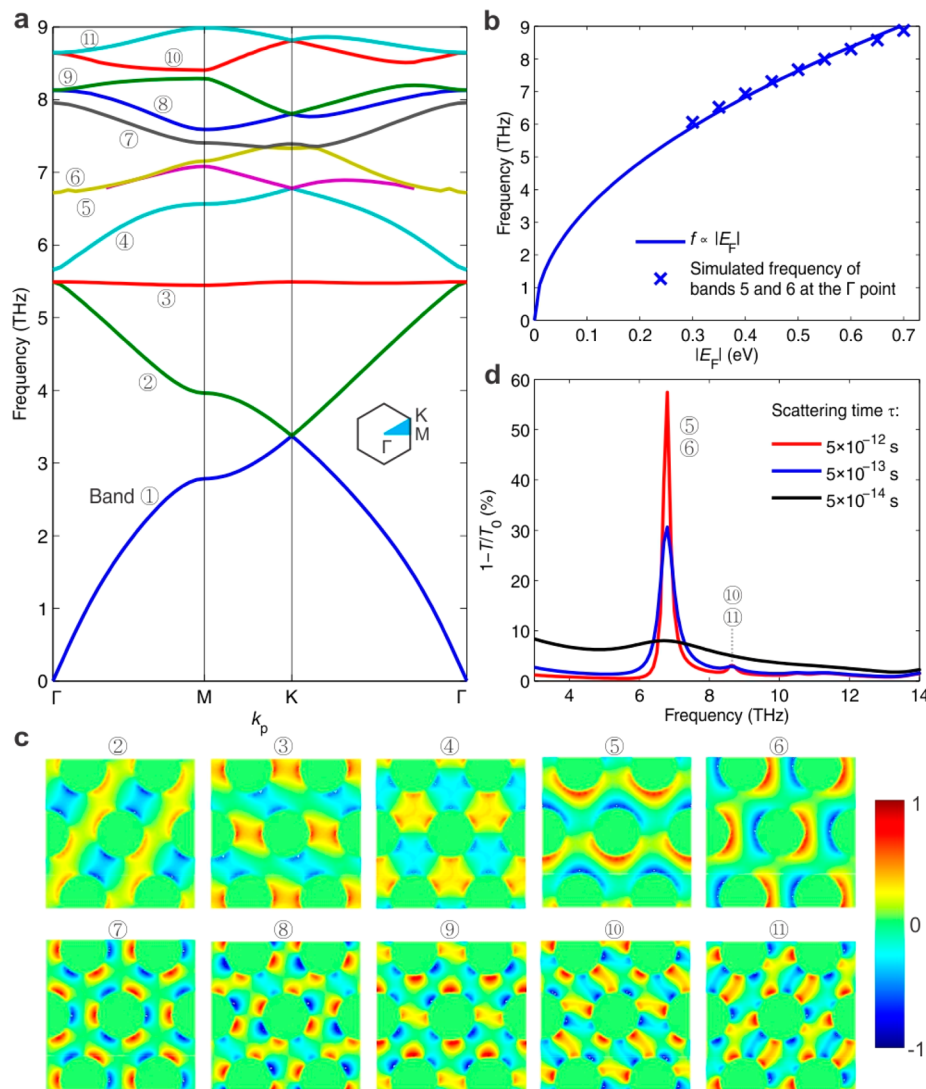 a
9
8
7
6
5
4
3
2
1
0
Frequency (THz)
⑪
⑩
⑨
⑧
⑦
⑥
⑤
④
③
②
Band ①
K
M
Γ
Γ
M
K
Γ
k_p
b
9
8
7
6
5
4
3
2
1
0
Frequency (THz)
f ∝ |E_F|
Simulated frequency of
bands 5 and 6 at the Γ point
0 0.1 0.2 0.3 0.4 0.5 0.6 0.7
|E_F| (eV)
d
60
50
40
30
20
10
0
1−T/T_0 (%)
⑤
⑥
Scattering time τ:
5×10^−12 s
5×10^−13 s
5×10^−14 s
⑩
⑪
4 6 8 10 12 14
Frequency (THz)
c
② ③ ④ ⑤ ⑥
⑦ ⑧ ⑨ ⑩ ⑪
1
0
-1